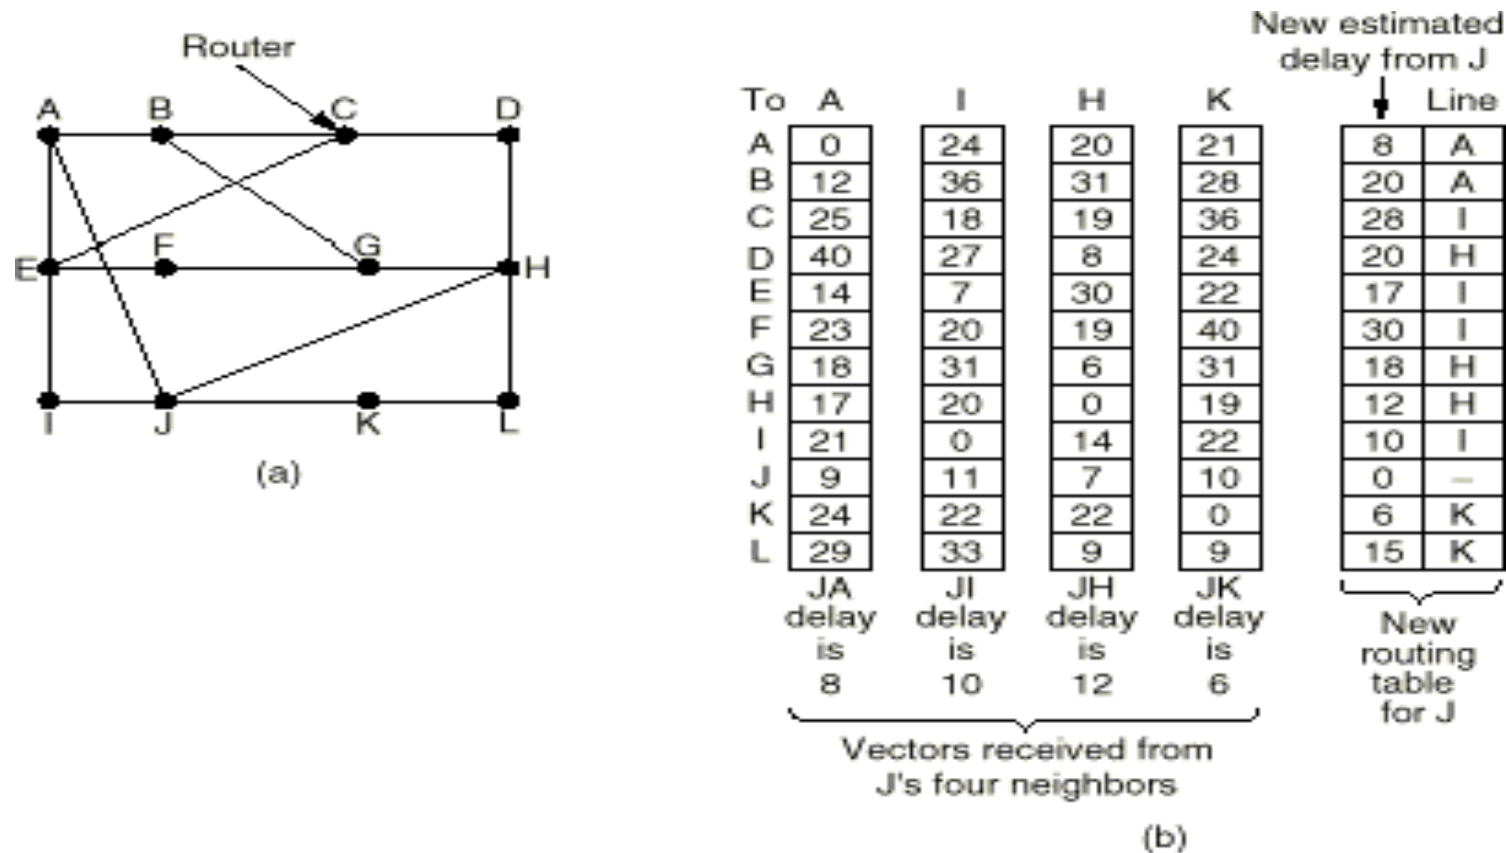 Router
A B C D
E F G H
I J K L
(a)
New estimated
delay from J
To A I H K Line
A 0 24 20 21 8 A
B 12 36 31 28 20 A
C 25 18 19 36 28 I
D 40 27 8 24 20 H
E 14 7 30 22 17 I
F 23 20 19 40 30 I
G 18 31 6 31 18 H
H 17 20 0 19 12 H
I 21 0 14 22 10 I
J 9 11 7 10 0 –
K 24 22 22 0 6 K
L 29 33 9 9 15 K
JA JI JH JK
delay delay delay delay
is is is is
8 10 12 6
Vectors received from
J's four neighbors
New
routing
table
for J
(b)